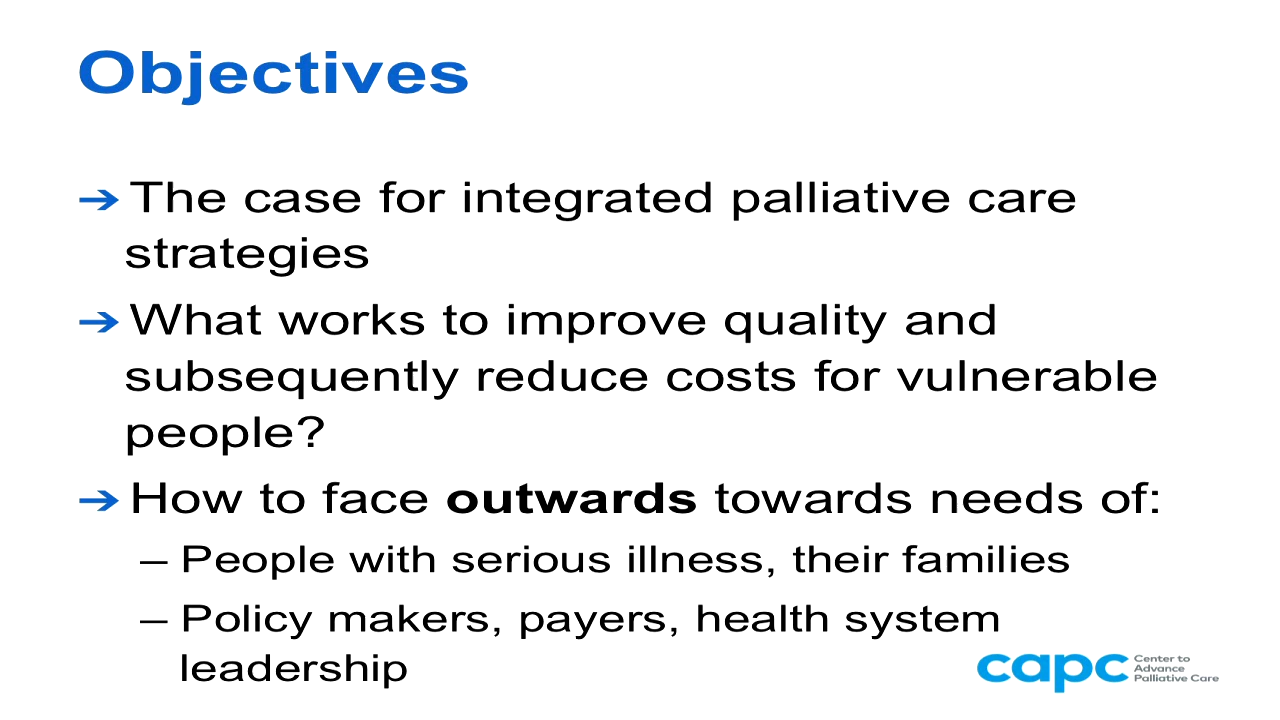 Objectives
➔ The case for integrated palliative care
strategies
➔ What works to improve quality and
subsequently reduce costs for vulnerable
people?
➔ How to face outwards towards needs of:
– People with serious illness, their families
– Policy makers, payers, health system
leadership
capc
Center to
Advance
Palliative Care